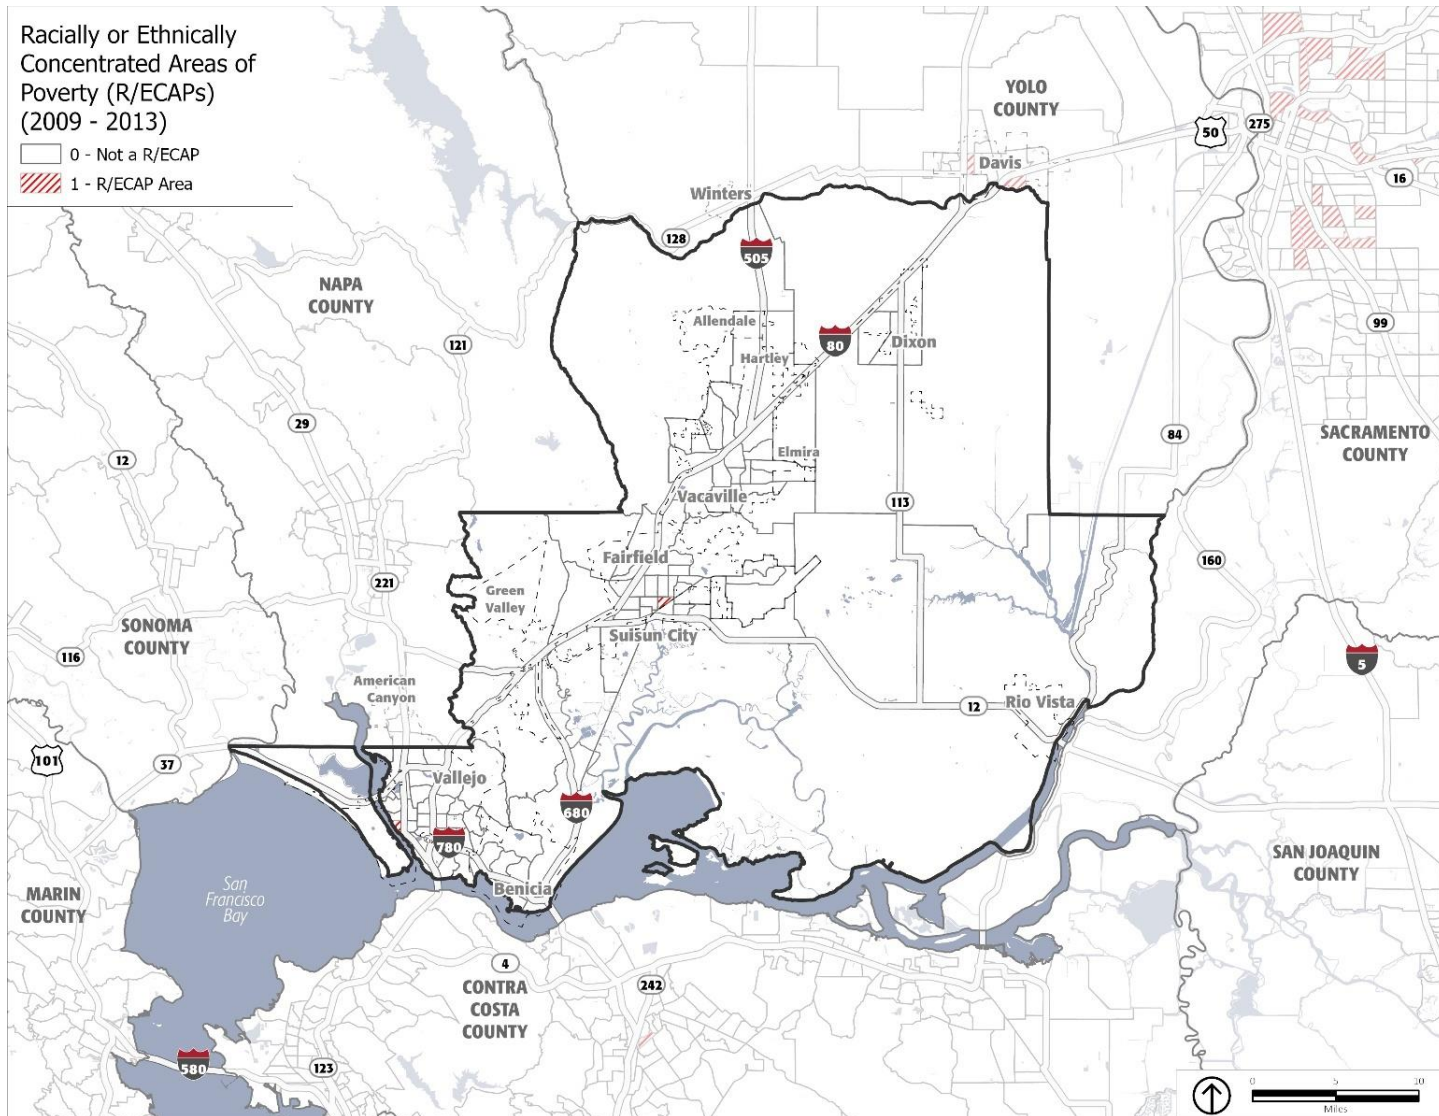 Racially or Ethnically
Concentrated Areas of
Poverty (R/ECAPs)
(2009 - 2013)
0 - Not a R/ECAP
1 - R/ECAP Area
YOLO
COUNTY
50
275
Davis
16
Winters
128
505
NAPA
COUNTY
Allendale
121
80
Dixon
99
Hartley
29
84
SACRAMENTO
COUNTY
12
Elmira
Vacaville
113
Fairfield
160
221
Green
Valley
SONOMA
COUNTY
Suisun City
116
5
American
Canyon
Rio Vista
12
101
37
Vallejo
680
780
SAN JOAQUIN
COUNTY
MARIN
COUNTY
San
Francisco
Bay
Benicia
4
242
CONTRA
COSTA
COUNTY
580
123
0 5 10
Miles